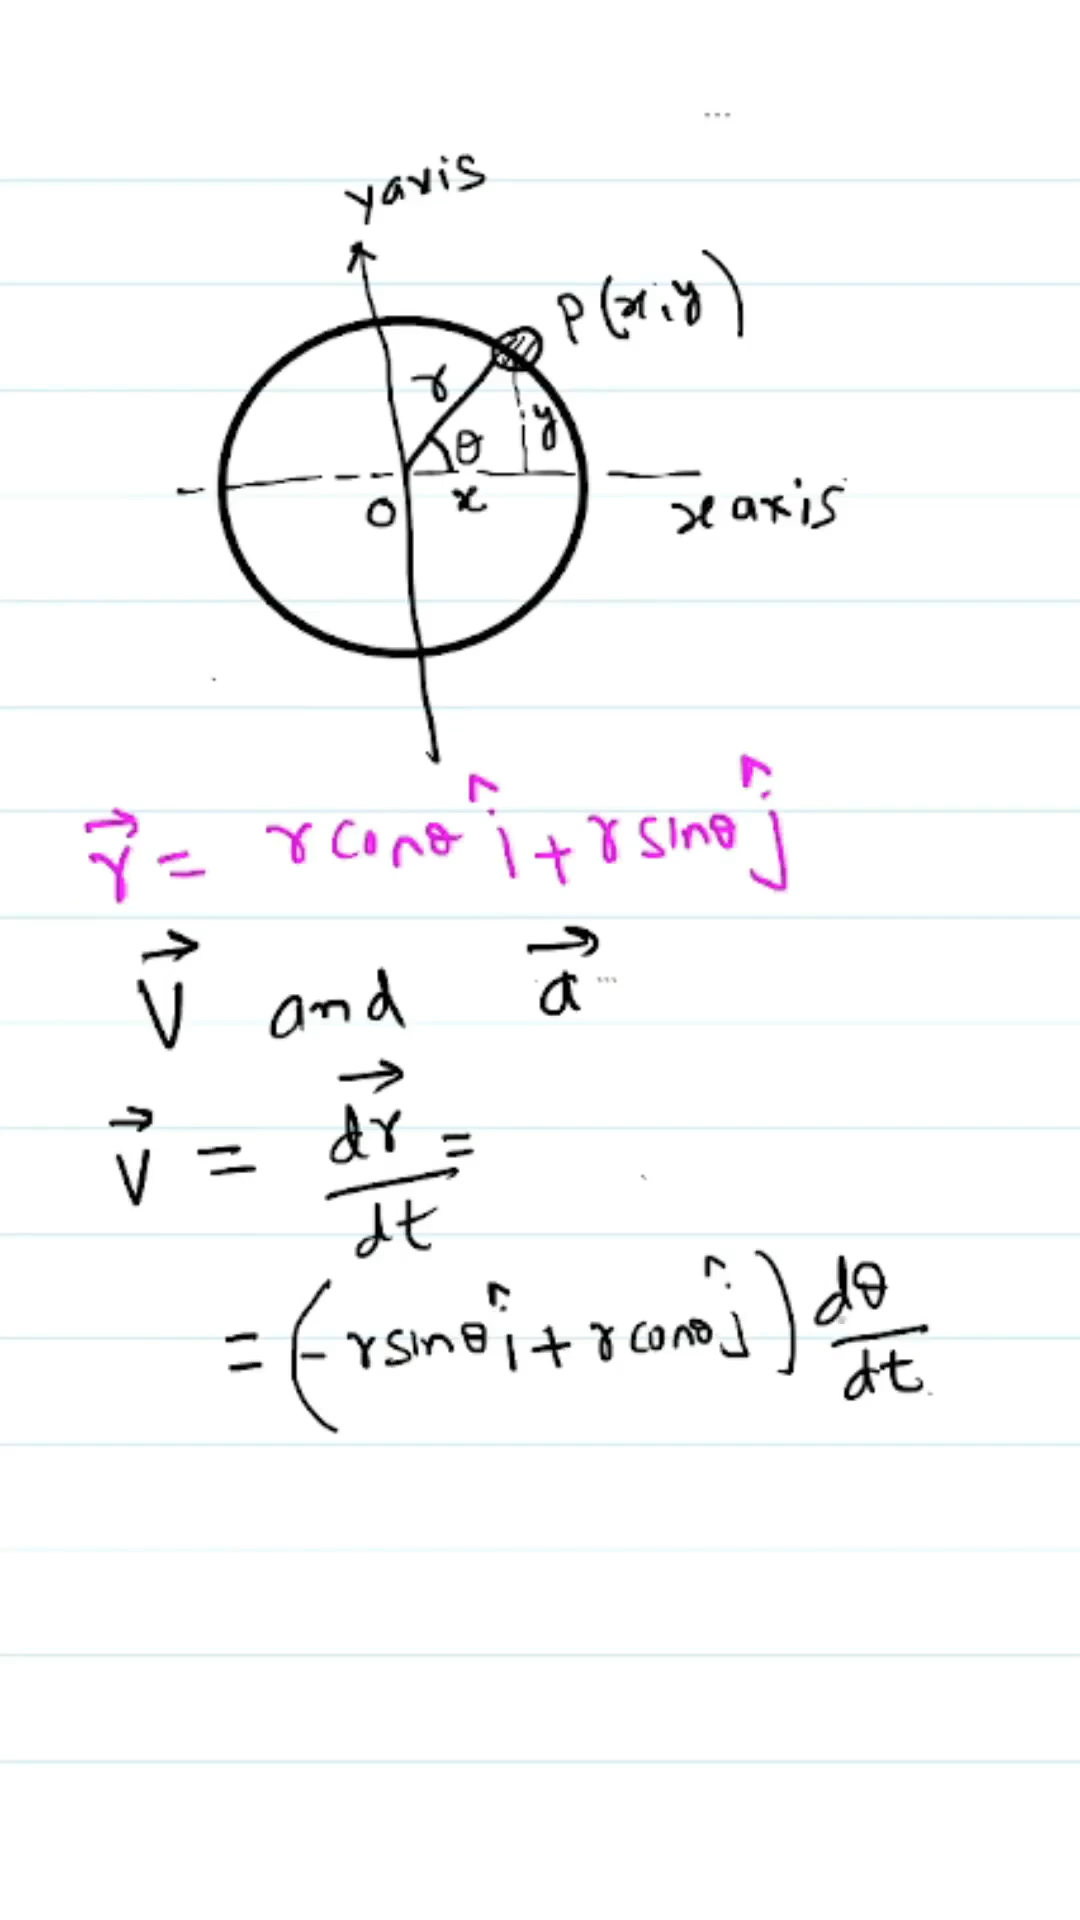 y axis
P(x,y)
r
y
θ
O
x
x axis
r⃗ = r cosθ î + r sinθ ĵ
V⃗ and a⃗
V⃗ = dr⃗/dt =
= (- r sinθ î + r cosθ ĵ) dθ/dt